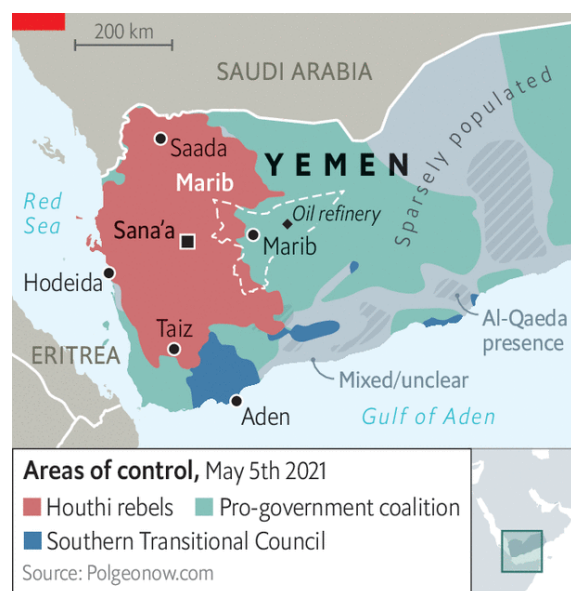 200 km
SAUDI ARABIA
Sparsely populated
Saada
YEMEN
Marib
Red
Sea
Oil refinery
Sana’a
Marib
Hodeida
Taiz
Al-Qaeda
presence
ERITREA
Mixed/unclear
Aden
Gulf of Aden
Areas of control, May 5th 2021
Houthi rebels
Pro-government coalition
Southern Transitional Council
Source: Polgeonow.com